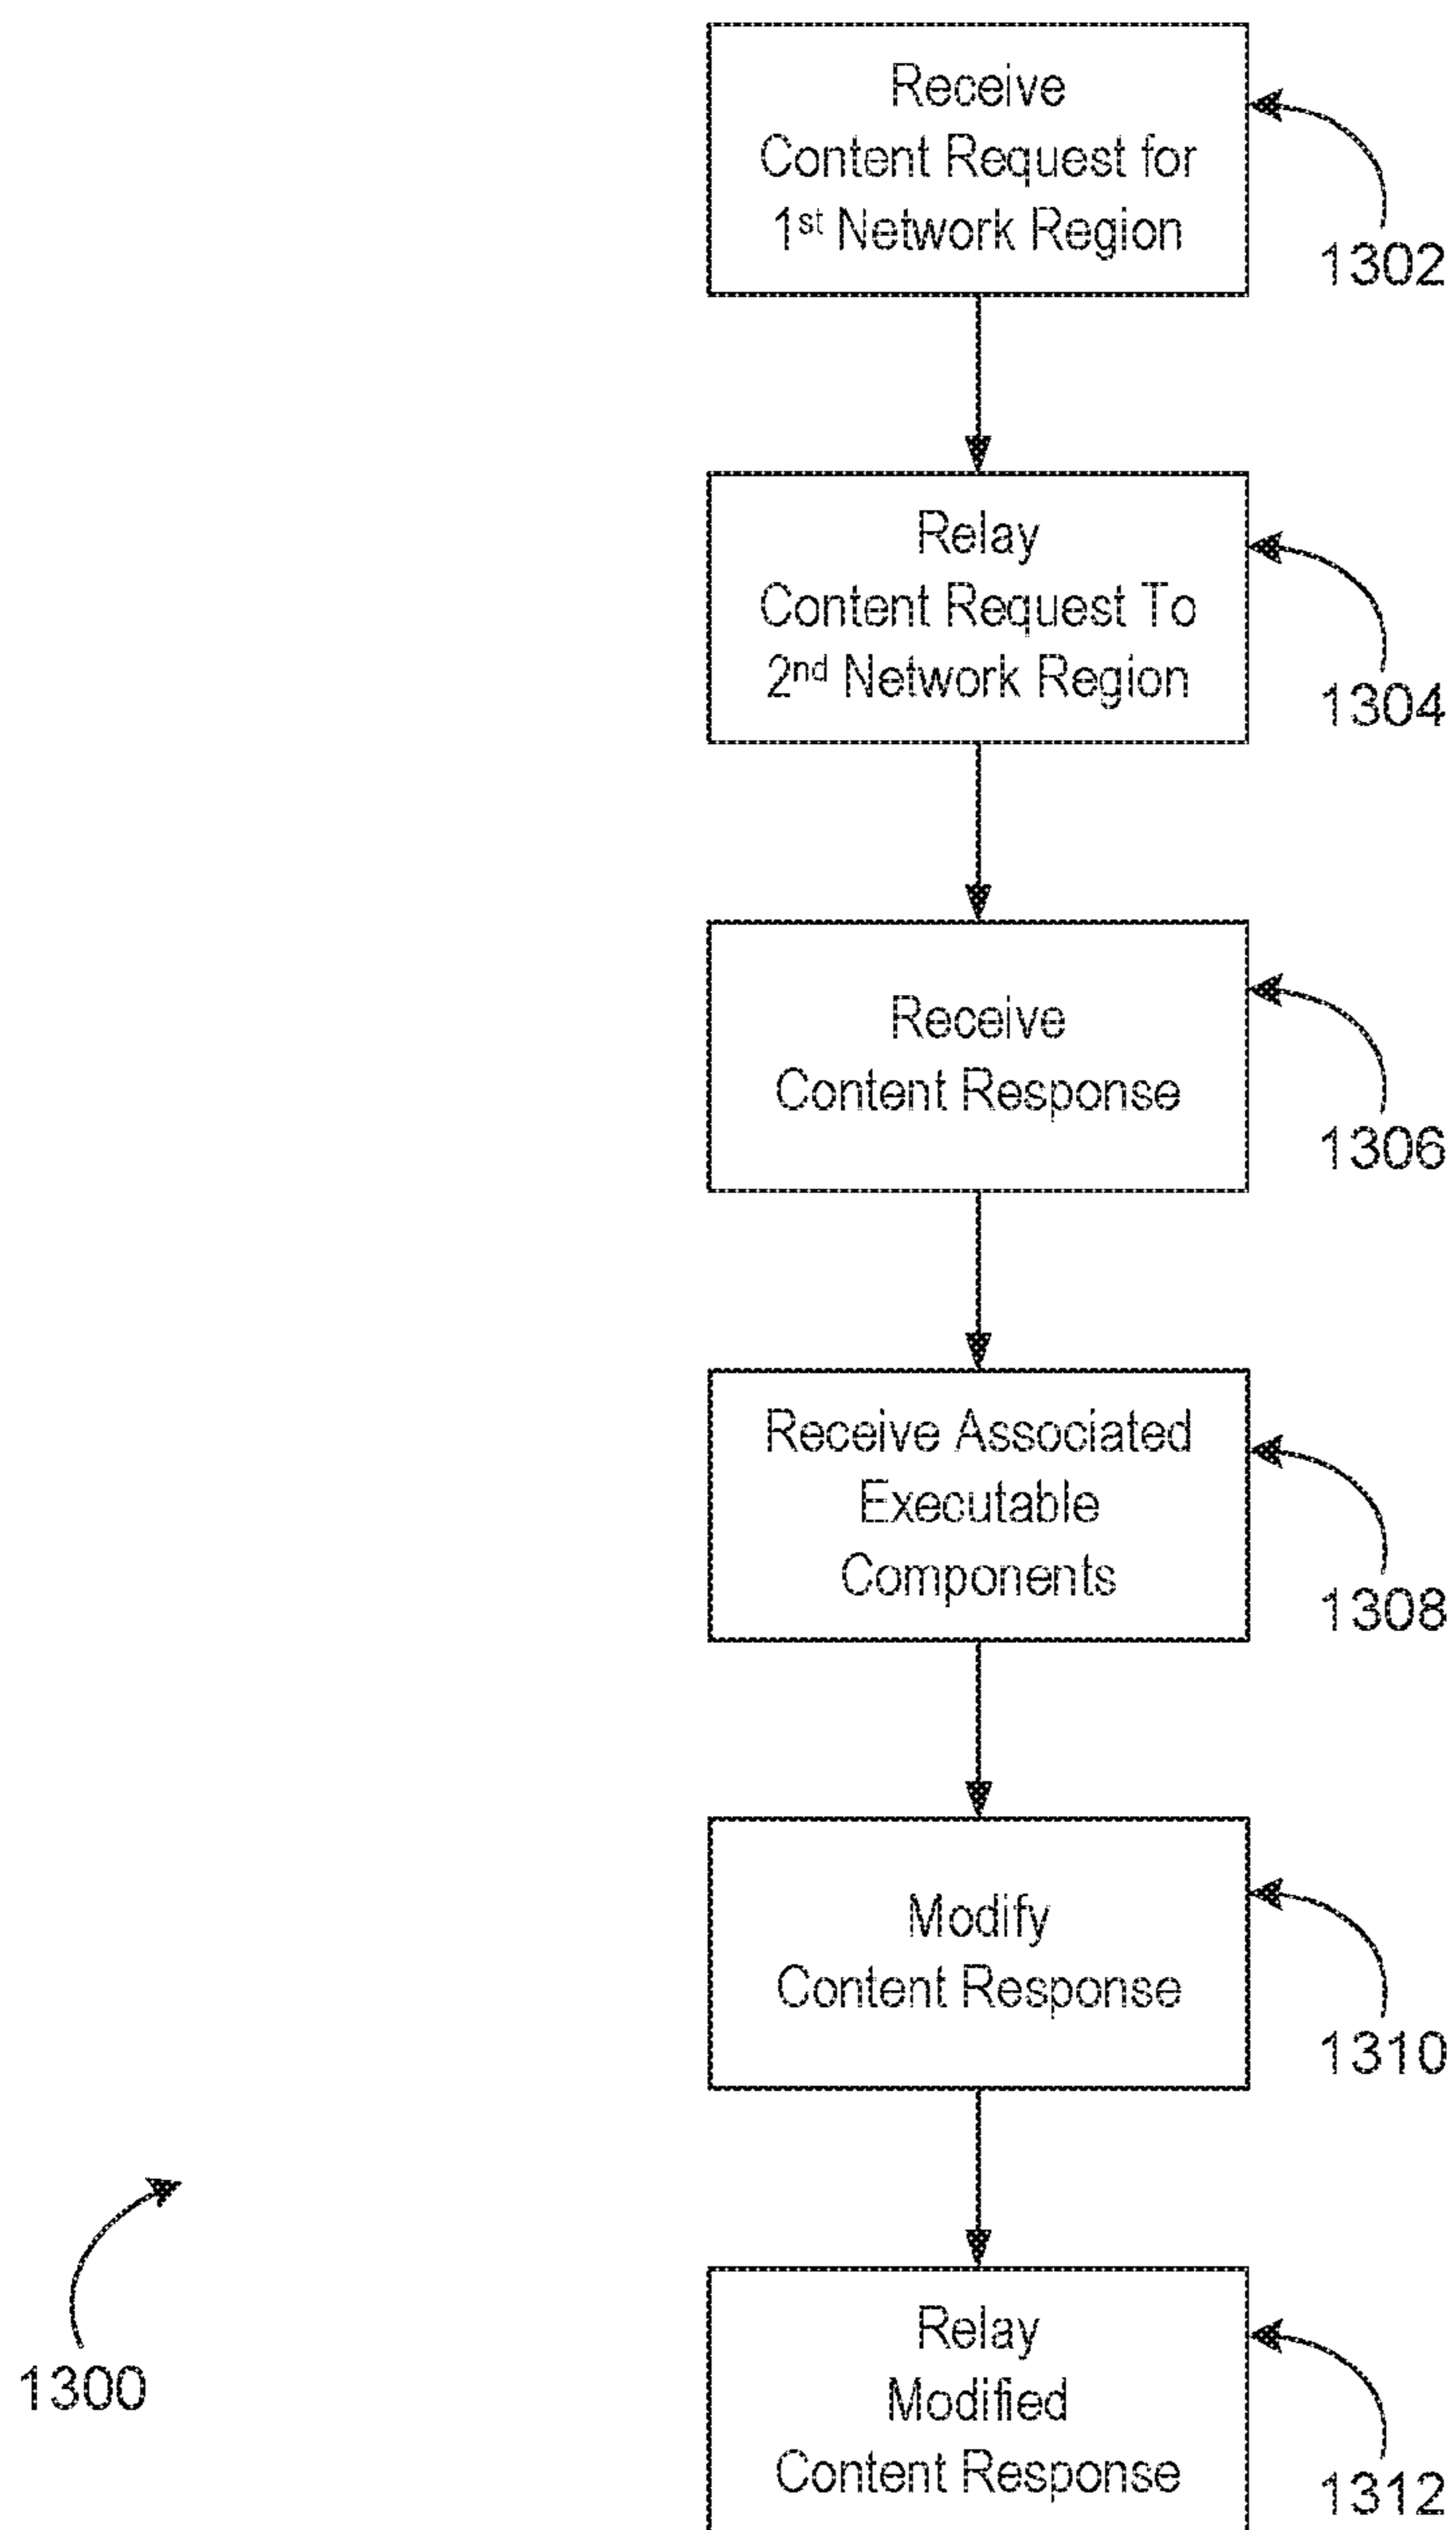 Receive
Content Request for
1st Network Region
1302
Relay
Content Request To
2nd Network Region
1304
Receive
Content Response
1306
Receive Associated
Executable
Components
1308
Modify
Content Response
1310
Relay
Modified
Content Response
1312
1300